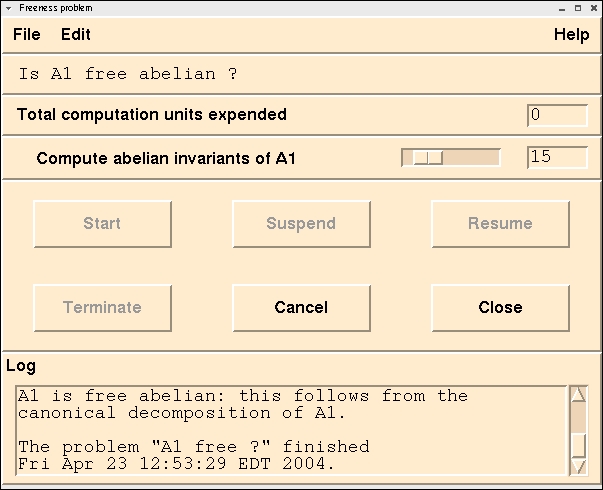 Freeness problem
File Edit Help
Is A1 free abelian ?
Total computation units expended 0
Compute abelian invariants of A1 15
Start Suspend Resume
Terminate Cancel Close
Log
A1 is free abelian: this follows from the
canonical decomposition of A1.
The problem "A1 free ?" finished
Fri Apr 23 12:53:29 EDT 2004.